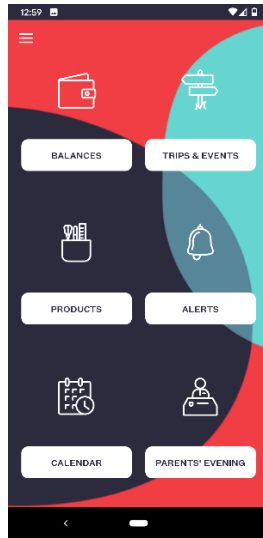 12:59
BALANCES
TRIPS & EVENTS
PRODUCTS
ALERTS
CALENDAR
PARENTS' EVENING